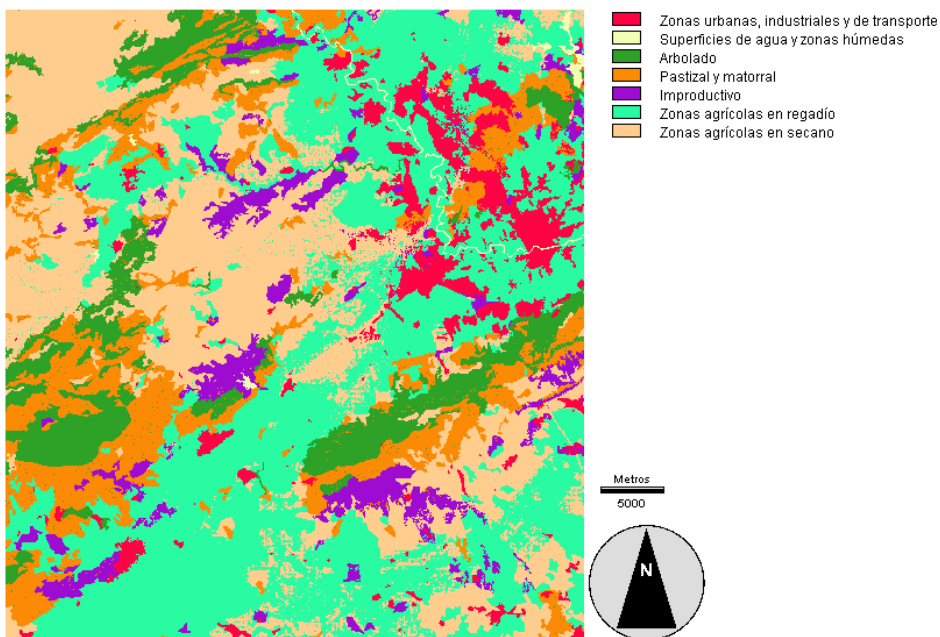 Zonas urbanas, industriales y de transporte
Superficies de agua y zonas húmedas
Arbolado
Pastizal y matorral
Improductivo
Zonas agrícolas en regadío
Zonas agrícolas en secano
Metros
5000
N